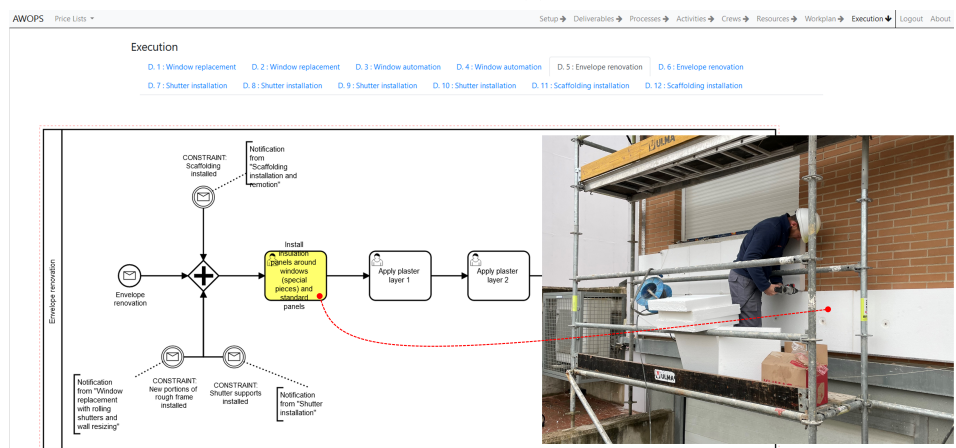 AWOPS Price Lists Setup Deliverables Processes Activities Crews Resources Workplan Execution Logout About
Execution
D. 1 : Window replacement D. 2 : Window replacement D. 3 : Window automation D. 4 : Window automation D. 5 : Envelope renovation D. 6 : Envelope renovation
D. 7 : Shutter installation D. 8 : Shutter installation D. 9 : Shutter installation D. 10 : Shutter installation D. 11 : Scaffolding installation D. 12 : Scaffolding installation
Envelope renovation
CONSTRAINT:
Scaffolding
installed
Notification
from
"Scaffolding
installation and
remotion"
Envelope
renovation
Install
insulation
panels around
windows
(special
pieces) and
standard
panels
Apply plaster
layer 1
Apply plaster
layer 2
Notification
from "Window
replacement
with rolling
shutters and
wall resizing"
CONSTRAINT:
New portions of
rough frame
installed
CONSTRAINT:
Shutter supports
installed
Notification
from "Shutter
installation"
ULMA
ULMA